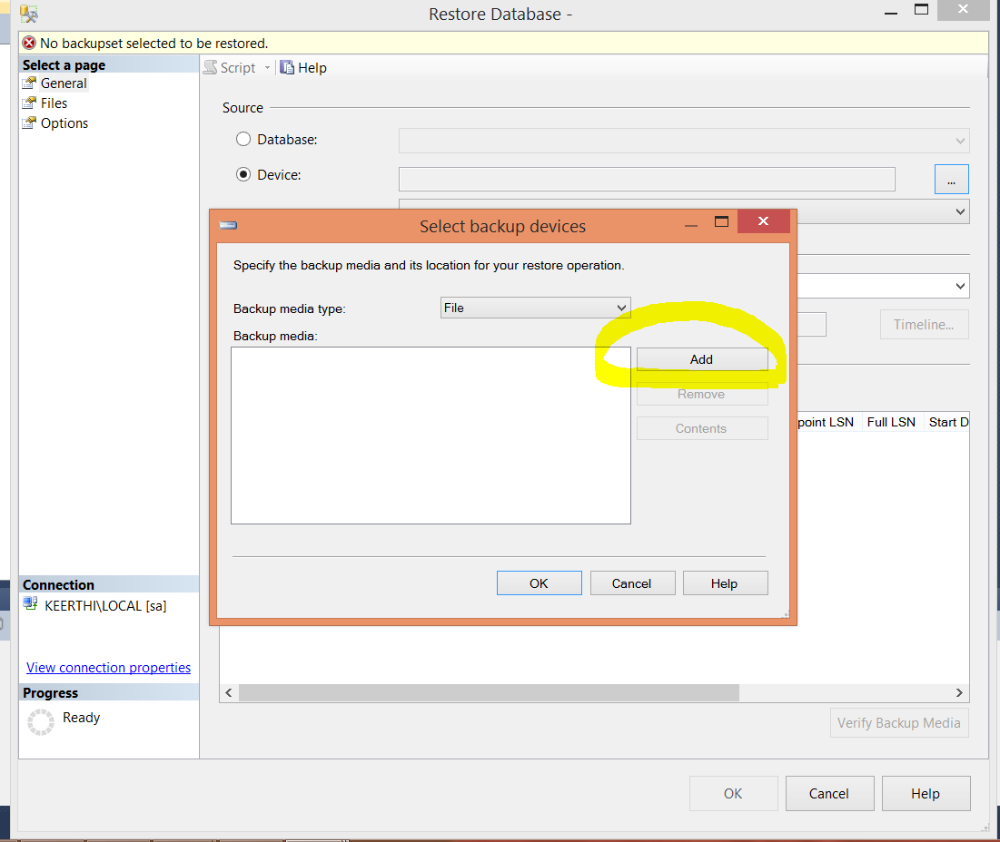 Restore Database -
No backupset selected to be restored.
Select a page
General
Files
Options
Script
Help
Source
Database:
Device:
...
Select backup devices
Specify the backup media and its location for your restore operation.
Backup media type:
File
Backup media:
Add
Remove
Contents
OK
Cancel
Help
Timeline...
point LSN
Full LSN
Start D
Connection
KEERTHI\LOCAL [sa]
View connection properties
Progress
Ready
Verify Backup Media
OK
Cancel
Help